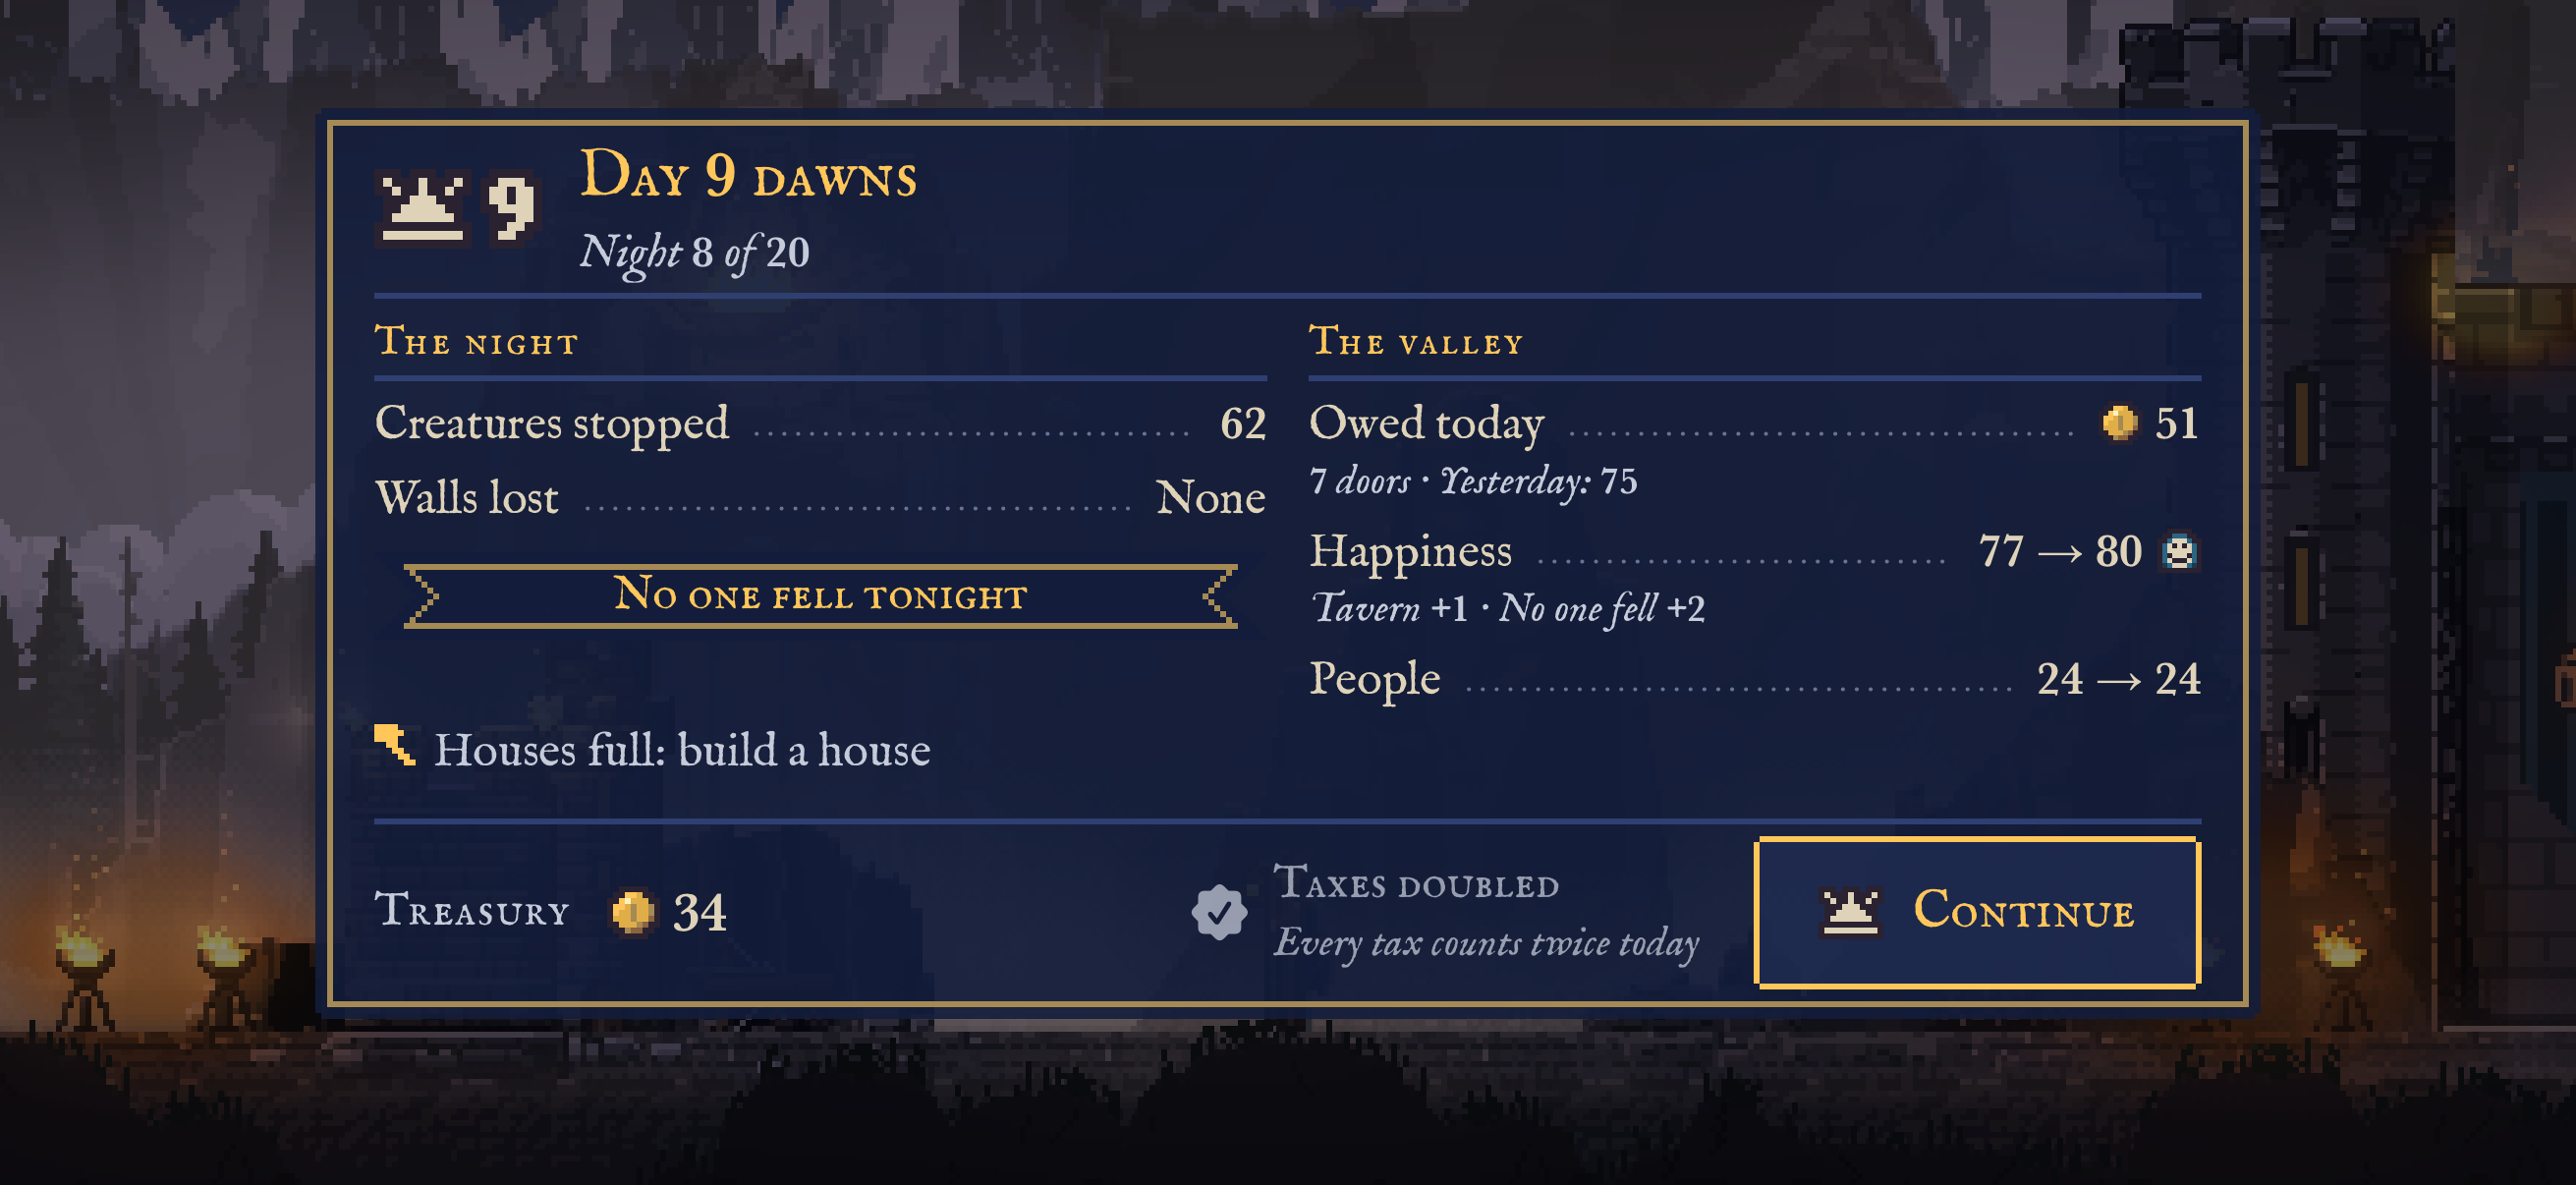 9
Day 9 dawns
Night 8 of 20
The night
Creatures stopped 62
Walls lost None
No one fell tonight
Houses full: build a house
The valley
Owed today 51
7 doors · Yesterday: 75
Happiness 77 → 80
Tavern +1 · No one fell +2
People 24 → 24
Treasury 34
Taxes doubled
Every tax counts twice today
Continue